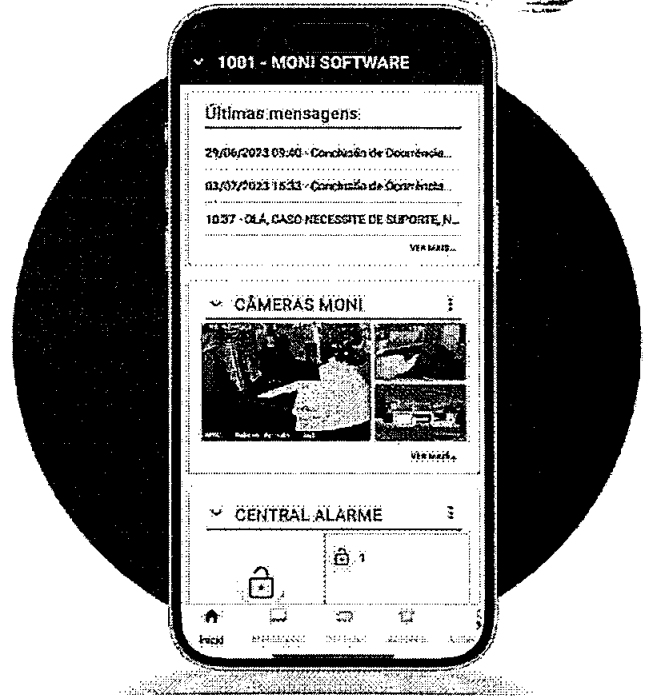 1001 - MONI SOFTWARE
Últimas mensagens
29/06/2023 09:40 - Conclusão de Ocorrência...
03/07/2023 15:33 - Conclusão de Ocorrência...
10:37 - OLÁ, CASO NECESSITE DE SUPORTE, N...
VER MAIS...
CÂMERAS MONI
VER MAIS...
CENTRAL ALARME
1
Início